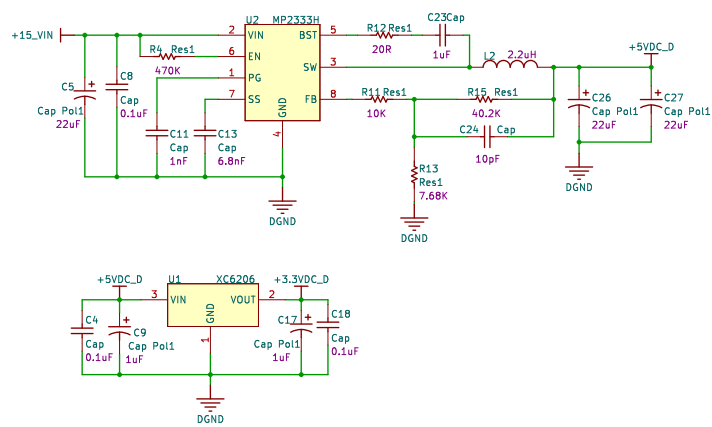 U2 MP2333H
C23 Cap
+15_VIN
2 VIN BST 5
R12 Res1
20R
1uF
R4 Res1
470K
6 EN
L2 2.2uH
+5VDC_D
SW 3
1 PG
C5
Cap Pol1
22uF
C8
Cap
0.1uF
7 SS FB 8
R11 Res1
10K
R15 Res1
40.2K
C26
Cap Pol1
22uF
C27
Cap Pol1
22uF
GND
4
C11
Cap
1nF
C13
Cap
6.8nF
C24 Cap
10pF
R13
Res1
7.68K
DGND
DGND
DGND
+5VDC_D
U1 XC6206
+3.3VDC_D
3 VIN VOUT 2
GND
1
C4
Cap
0.1uF
C9
Cap Pol1
1uF
C17
Cap Pol1
1uF
C18
Cap
0.1uF
DGND